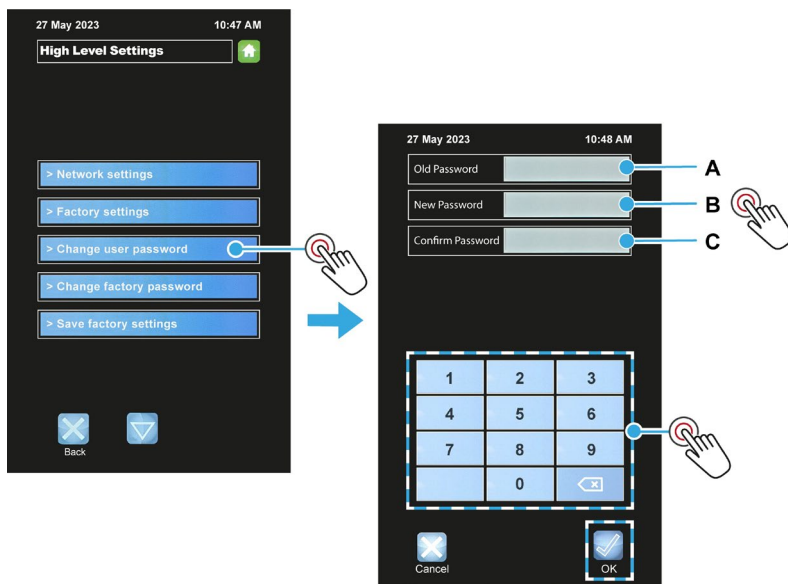 27 May 2023 10:47 AM
High Level Settings
> Network settings
> Factory settings
> Change user password
> Change factory password
> Save factory settings
Back
27 May 2023 10:48 AM
Old Password A
New Password B
Confirm Password C
1 2 3
4 5 6
7 8 9
0
Cancel OK